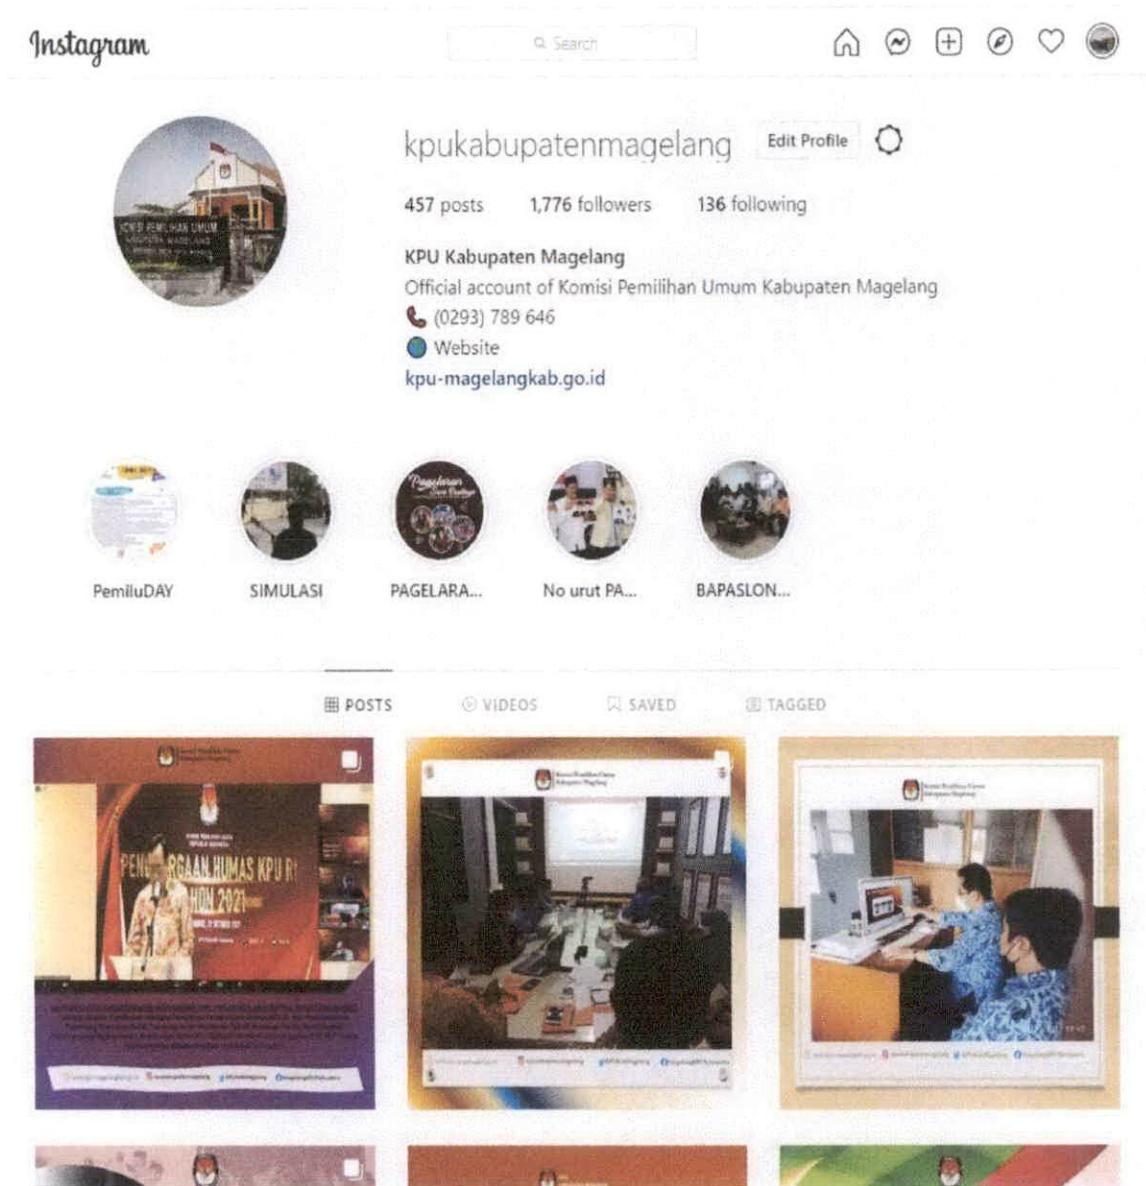 Instagram
Search
kpukabupatenmagelang Edit Profile
457 posts 1,776 followers 136 following
KPU Kabupaten Magelang
Official account of Komisi Pemilihan Umum Kabupaten Magelang
(0293) 789 646
Website
kpu-magelangkab.go.id
PemiluDAY SIMULASI PAGELARA... No urut PA... BAPASLON...
POSTS VIDEOS SAVED TAGGED